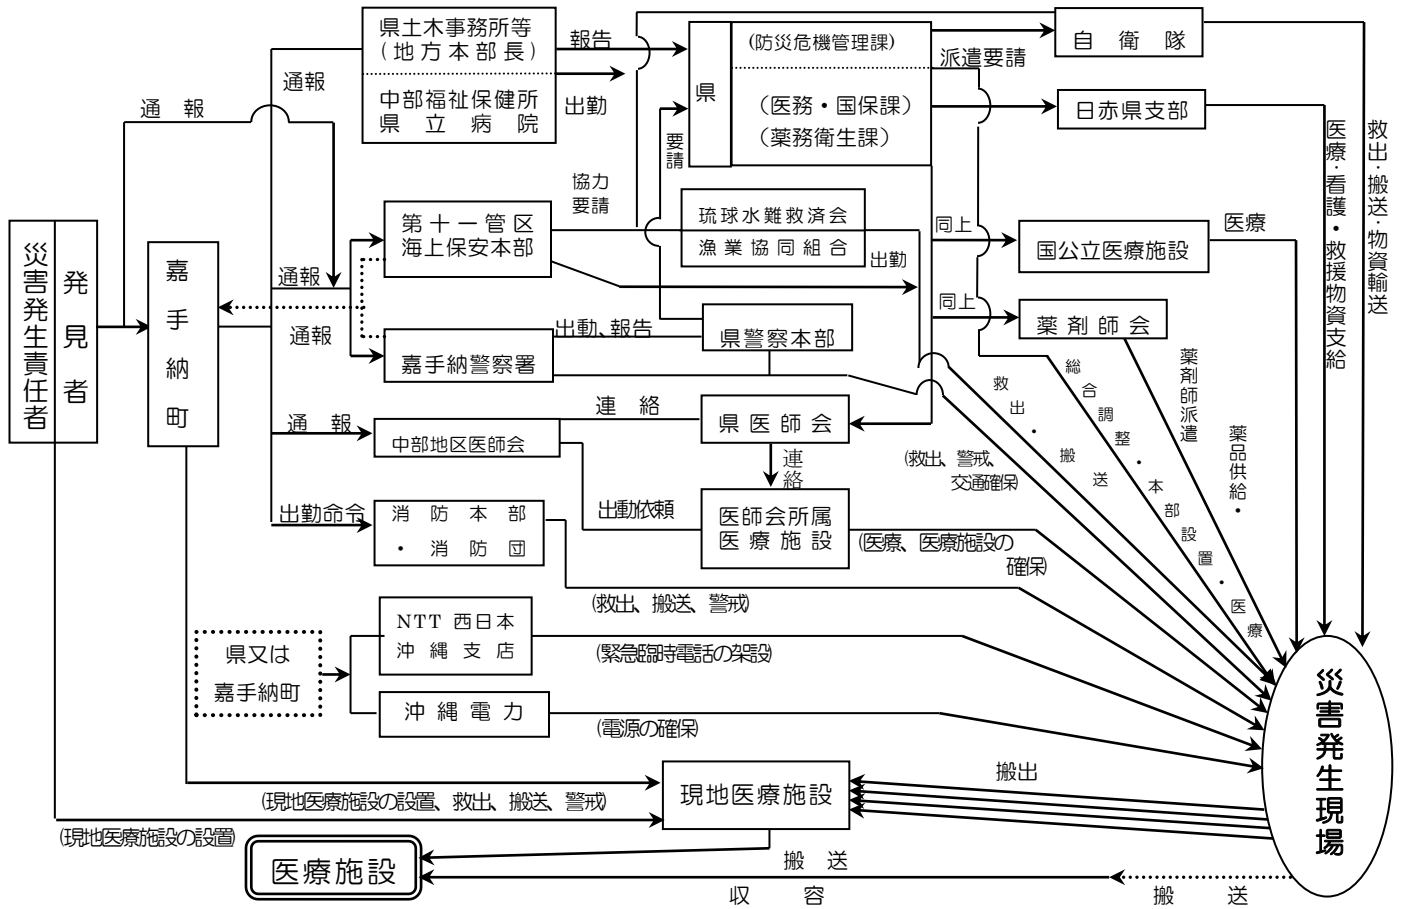 県土木事務所等
(地方本部長)
中部福祉保健所
県立病院
報告
出勤
通報
通　報
県
(防災危機管理課)
（医務・国保課）
（薬務衛生課）
要請
自衛隊
派遣要請
日赤県支部
医療・看護・救援物資支給
救出・搬送・物資輸送
協力
要請
第十一管区
海上保安本部
琉球水難救済会
漁業協同組合
出勤
同上
国公立医療施設
医療
災害発生責任者
発見者
嘉手納町
通報
通報
同上
薬剤師会
嘉手納警察署
出動、報告
県警察本部
薬剤師派遣
薬品供給・
救出・搬送
総合調整・本部設置・医療
通　報
中部地区医師会
連　絡
県医師会
(救出、警戒、
交通確保)
連絡
出勤命令
消防本部
・消防団
出動依頼
医師会所属
医療施設
(医療、医療施設の
確保)
(救出、搬送、警戒)
県又は
嘉手納町
NTT 西日本
沖縄支店
(緊急臨時電話の架設)
沖縄電力
(電源の確保)
災害発生現場
現地医療施設
搬出
(現地医療施設の設置、救出、搬送、警戒)
(現地医療施設の設置)
医療施設
搬　送
収　容
搬　送